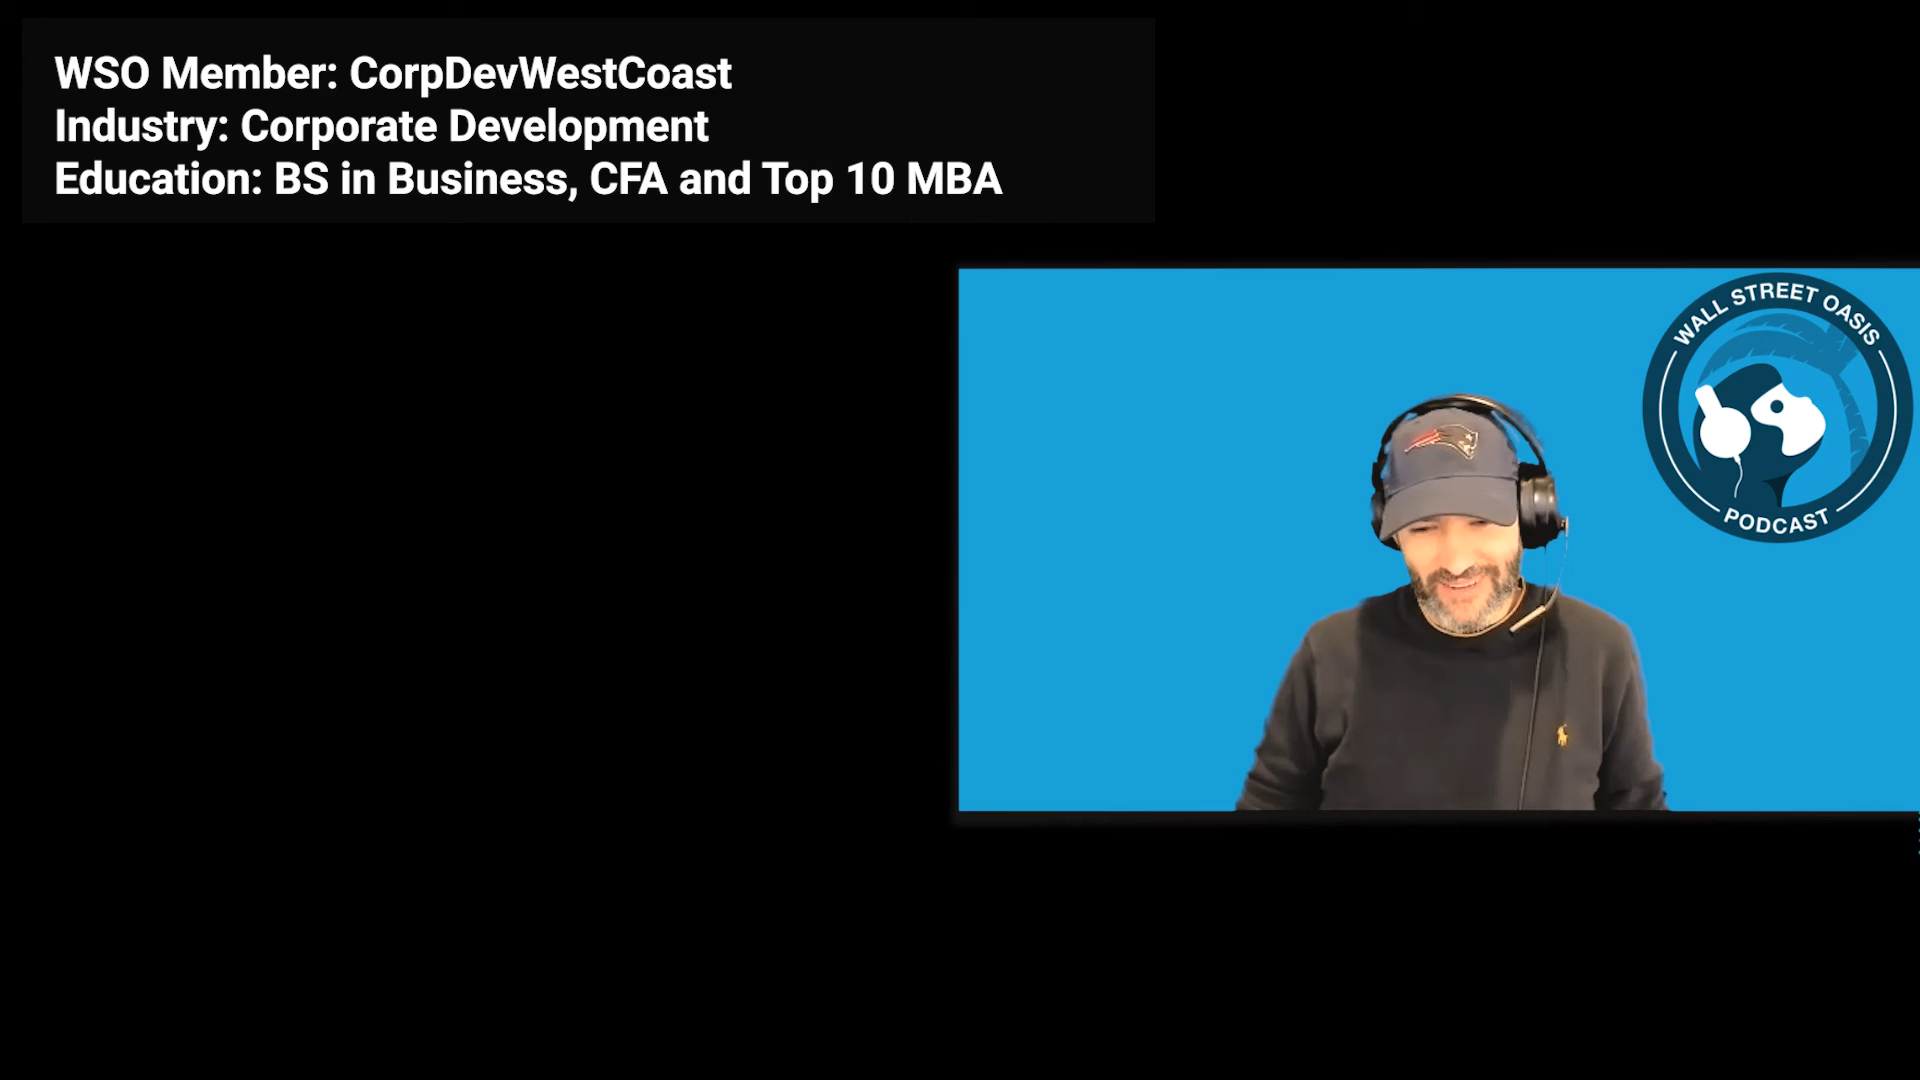 WSO Member: CorpDevWestCoast
Industry: Corporate Development
Education: BS in Business, CFA and Top 10 MBA
WALL STREET OASIS
PODCAST